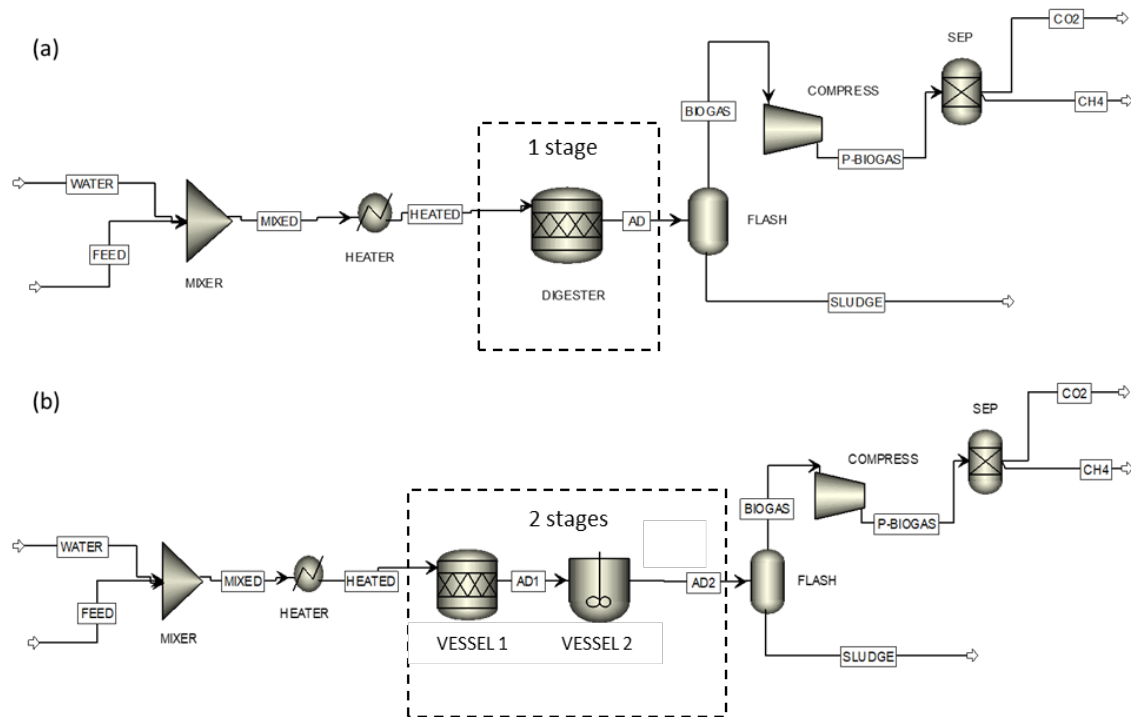 (a)
CO2
SEP
COMPRESS
CH4
BIOGAS
1 stage
P-BIOGAS
WATER
MIXED
HEATED
AD
FLASH
HEATER
FEED
MIXER
DIGESTER
SLUDGE
(b)
CO2
SEP
COMPRESS
CH4
BIOGAS
2 stages
P-BIOGAS
WATER
MIXED
HEATED
AD1
AD2
FLASH
HEATER
FEED
MIXER
VESSEL 1
VESSEL 2
SLUDGE